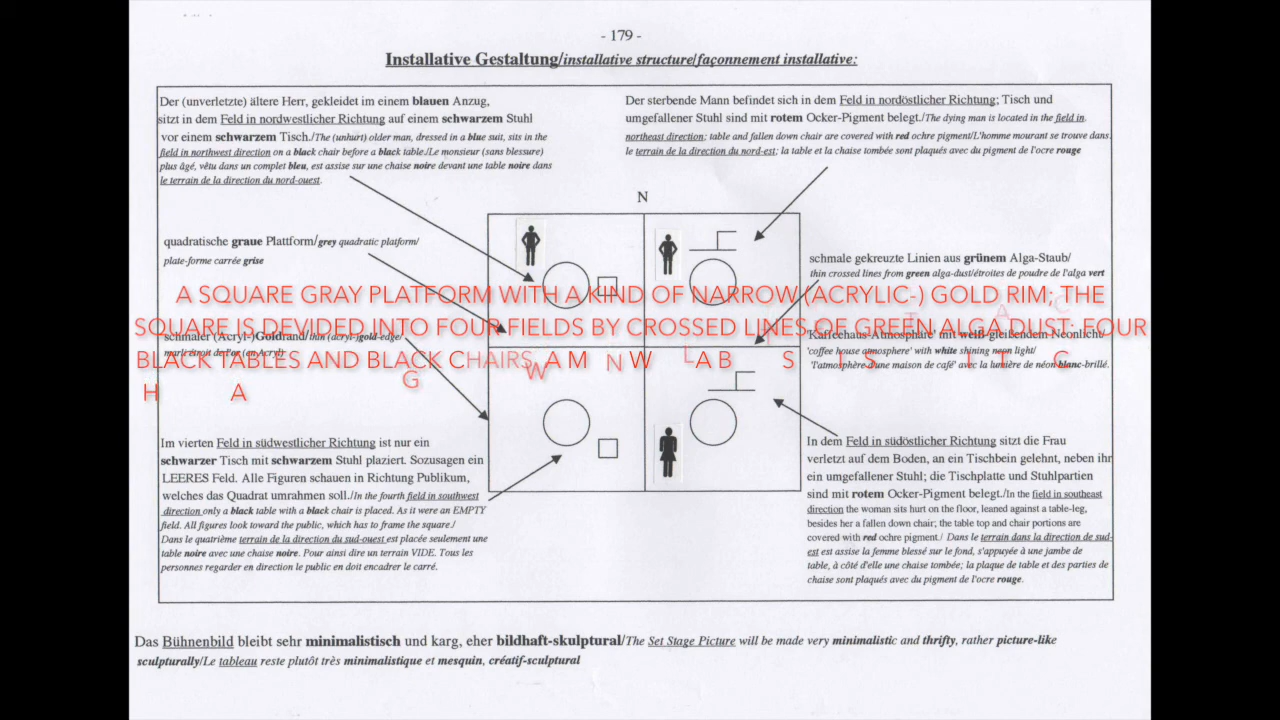 - 179 -
Installative Gestaltung/installative structure/façonnement installative:
Der (unverletzte) ältere Herr, gekleidet im einem blauen Anzug,
sitzt in dem Feld in nordwestlicher Richtung auf einem schwarzem Stuhl
vor einem schwarzem Tisch./The (unhurt) older man, dressed in a blue suit, sits in the
field in northwest direction on a black chair before a black table./Le monsieur (sans blessure)
plus âgé, vêtu dans un complet bleu, est assise sur une chaise noire devant une table noire dans
le terrain de la direction du nord-ouest.
Der sterbende Mann befindet sich in dem Feld in nordöstlicher Richtung; Tisch und
umgefallener Stuhl sind mit rotem Ocker-Pigment belegt./The dying man is located in the field in
northeast direction; table and fallen down chair are covered with red ochre pigment/L'homme mourant se trouve dans
le terrain de la direction du nord-est; la table et la chaise tombée sont plaqués avec du pigment de l'ocre rouge
N
quadratische graue Plattform/grey quadratic platform/
plate-forme carrée grise
schmale gekreuzte Linien aus grünem Alga-Staub/
thin crossed lines from green alga-dust/étroites de poudre de l'alga vert
A SQUARE GRAY PLATFORM WITH A KIND OF NARROW (ACRYLIC-) GOLD RIM; THE
SQUARE IS DEVIDED INTO FOUR FIELDS BY CROSSED LINES OF GREEN ALGA DUST; FOUR
BLACK TABLES AND BLACK CHAIRS, A M N W L A B S I S I T C
W G
H A
schmaler (Acryl-)Goldrand/thin (acryl-)gold-edge/
marle étroit de l'or (en Acryl)
'Kaffeehaus-Atmosphäre' mit weiß-gleißendem Neonlicht/
'coffee house atmosphere' with white shining neon light/
'l'atmosphère d'une maison de café' avec la lumière de néon blanc-brillé.
Im vierten Feld in südwestlicher Richtung ist nur ein
schwarzer Tisch mit schwarzem Stuhl plaziert. Sozusagen ein
LEERES Feld. Alle Figuren schauen in Richtung Publikum,
welches das Quadrat umrahmen soll./In the fourth field in southwest
direction only a black table with a black chair is placed. As it were an EMPTY
field. All figures look toward the public, which has to frame the square./
Dans le quatrième terrain de la direction du sud-ouest est placée seulement une
table noire avec une chaise noire. Pour ainsi dire un terrain VIDE. Tous les
personnes regarder en direction le public en doit encadrer le carré.
In dem Feld in südöstlicher Richtung sitzt die Frau
verletzt auf dem Boden, an ein Tischbein gelehnt, neben ihr
ein umgefallener Stuhl; die Tischplatte und Stuhlpartien
sind mit rotem Ocker-Pigment belegt./In the field in southeast
direction the woman sits hurt on the floor, leaned against a table-leg,
besides her a fallen down chair; the table top and chair portions are
covered with red ochre pigment./ Dans le terrain dans la direction de sud-
est est assise la femme blessé sur le fond, s'appuyée à une jambe de
table, à côté d'elle une chaise tombée; la plaque de table et des parties de
chaise sont plaqués avec du pigment de l'ocre rouge.
Das Bühnenbild bleibt sehr minimalistisch und karg, eher bildhaft-skulptural/The Set Stage Picture will be made very minimalistic and thrifty, rather picture-like
sculpturally/Le tableau reste plutôt très minimalistique et mesquin, créatif-sculptural